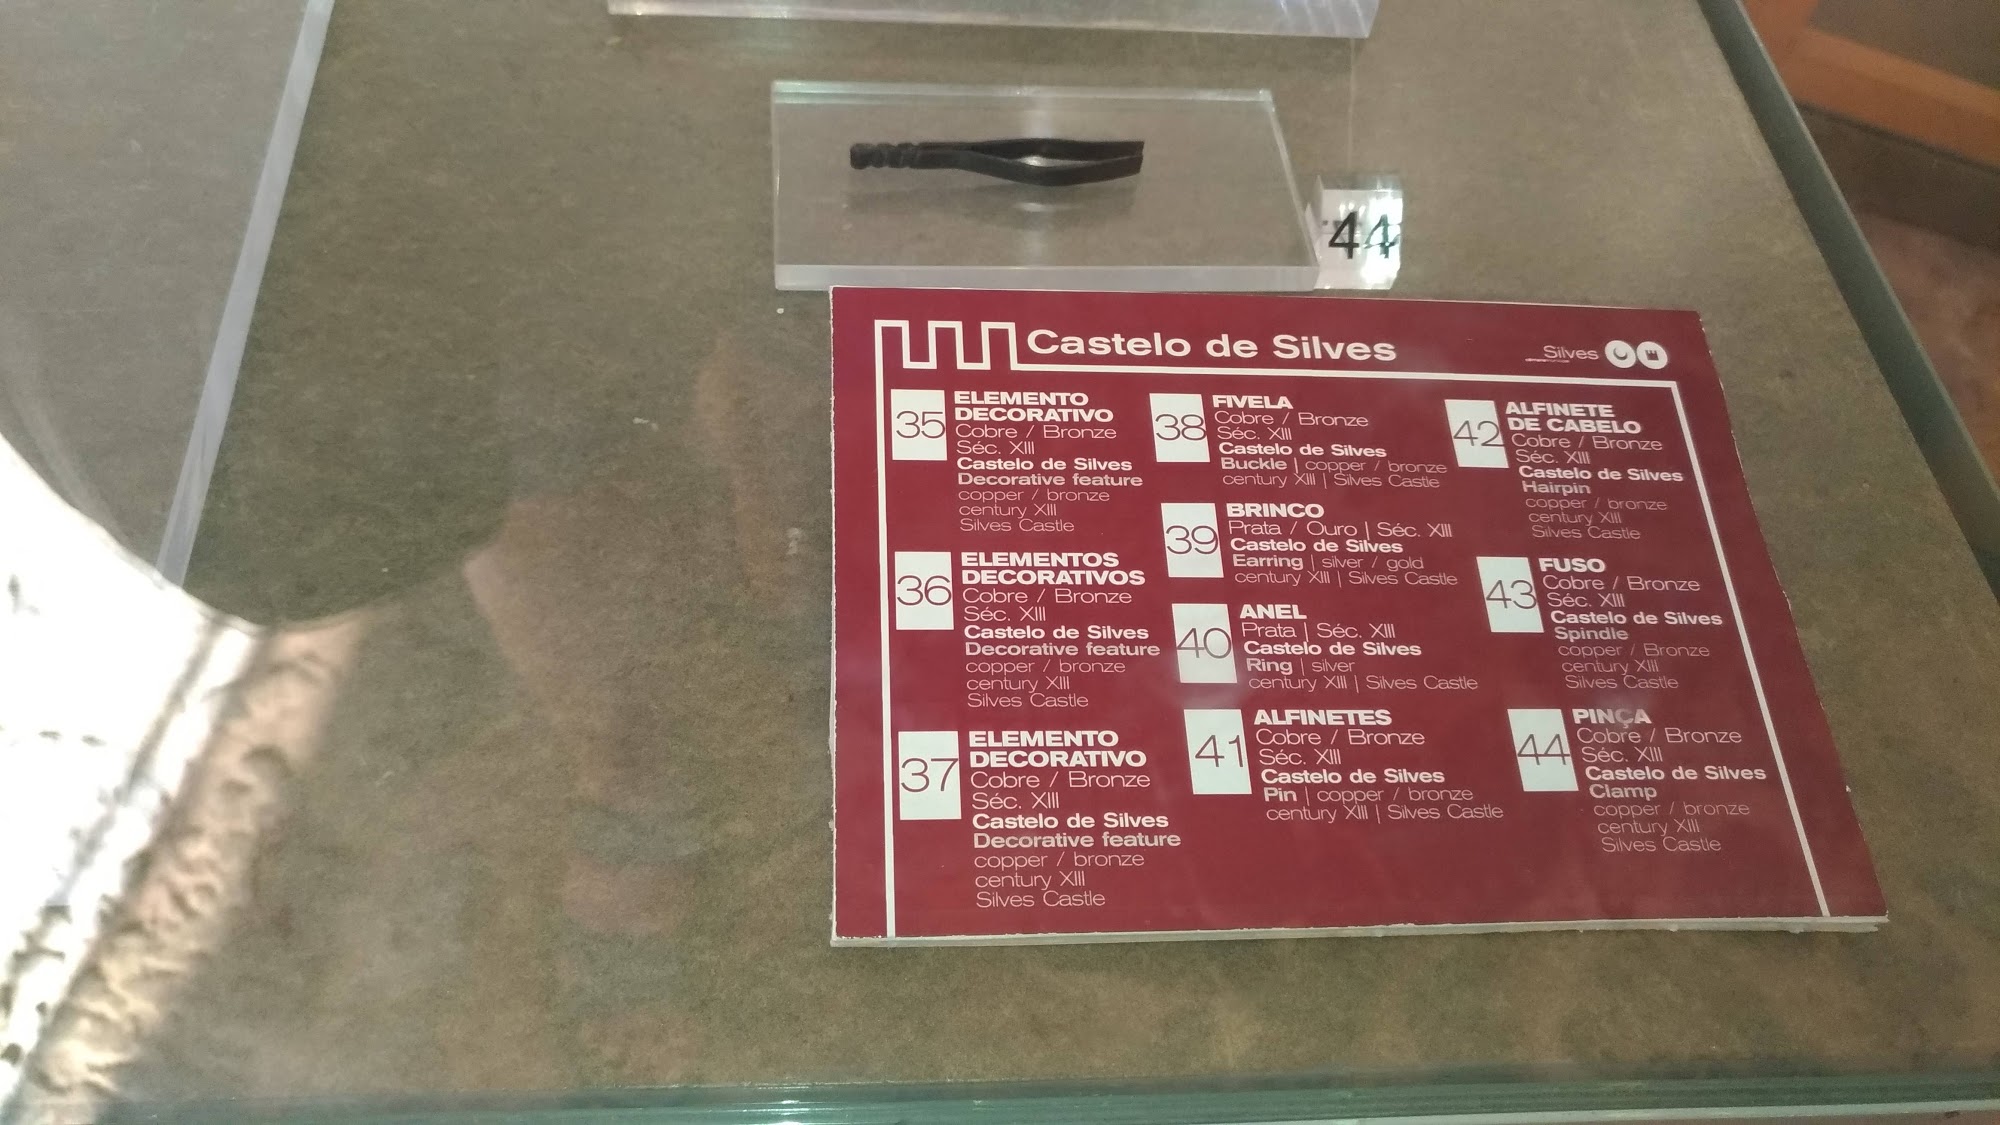 44
Castelo de Silves
Silves
35
ELEMENTO
DECORATIVO
Cobre / Bronze
Séc. XIII
Castelo de Silves
Decorative feature
copper / bronze
century XIII
Silves Castle
36
ELEMENTOS
DECORATIVOS
Cobre / Bronze
Séc. XIII
Castelo de Silves
Decorative feature
copper / bronze
century XIII
Silves Castle
37
ELEMENTO
DECORATIVO
Cobre / Bronze
Séc. XIII
Castelo de Silves
Decorative feature
copper / bronze
century XIII
Silves Castle
38
FIVELA
Cobre / Bronze
Séc. XIII
Castelo de Silves
Buckle | copper / bronze
century XIII | Silves Castle
39
BRINCO
Prata / Ouro | Séc. XIII
Castelo de Silves
Earring | silver / gold
century XIII | Silves Castle
40
ANEL
Prata | Séc. XIII
Castelo de Silves
Ring | silver
century XIII | Silves Castle
41
ALFINETES
Cobre / Bronze
Séc. XIII
Castelo de Silves
Pin | copper / bronze
century XIII | Silves Castle
42
ALFINETE
DE CABELO
Cobre / Bronze
Séc. XIII
Castelo de Silves
Hairpin
copper / bronze
century XIII
Silves Castle
43
FUSO
Cobre / Bronze
Séc. XIII
Castelo de Silves
Spindle
copper / Bronze
century XIII
Silves Castle
44
PINÇA
Cobre / Bronze
Séc. XIII
Castelo de Silves
Clamp
copper / bronze
century XIII
Silves Castle